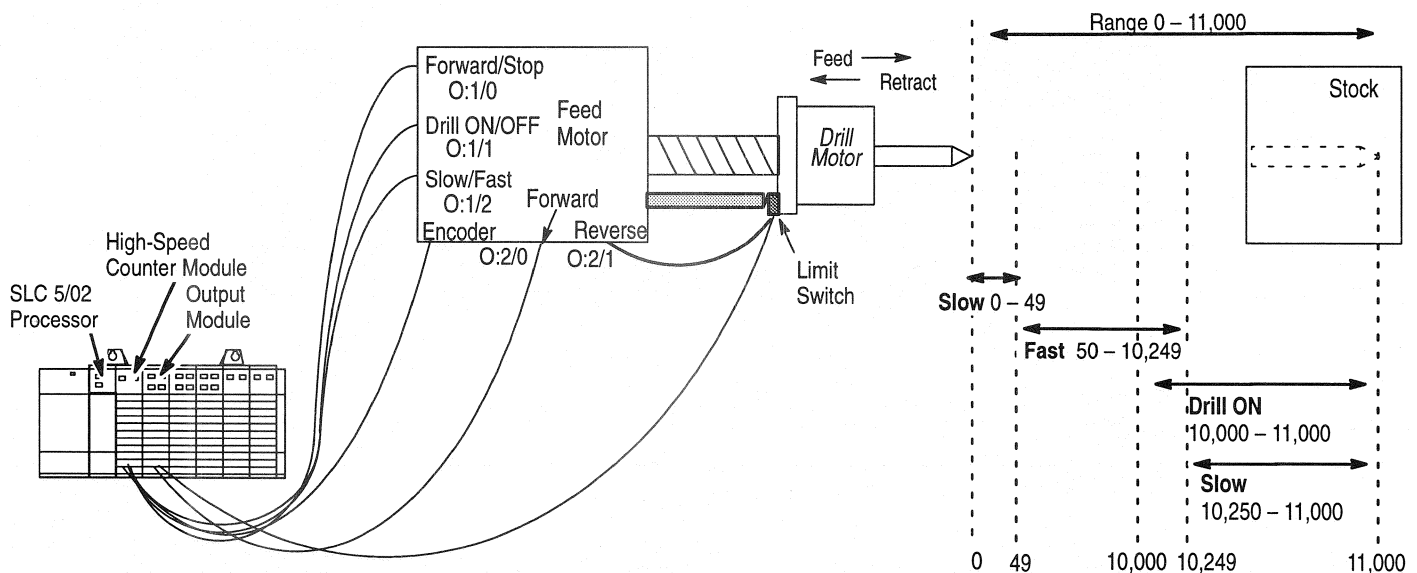 Range 0 – 11,000
Forward/Stop
O:1/0
Feed
Motor
Drill ON/OFF
O:1/1
Slow/Fast
O:1/2
Forward
Encoder
Reverse
O:2/0
O:2/1
Feed
Retract
Drill
Motor
Stock
Limit
Switch
High-Speed
Counter Module
Output
Module
SLC 5/02
Processor
Slow 0 – 49
Fast 50 – 10,249
Drill ON
10,000 – 11,000
Slow
10,250 – 11,000
0
49
10,000
10,249
11,000